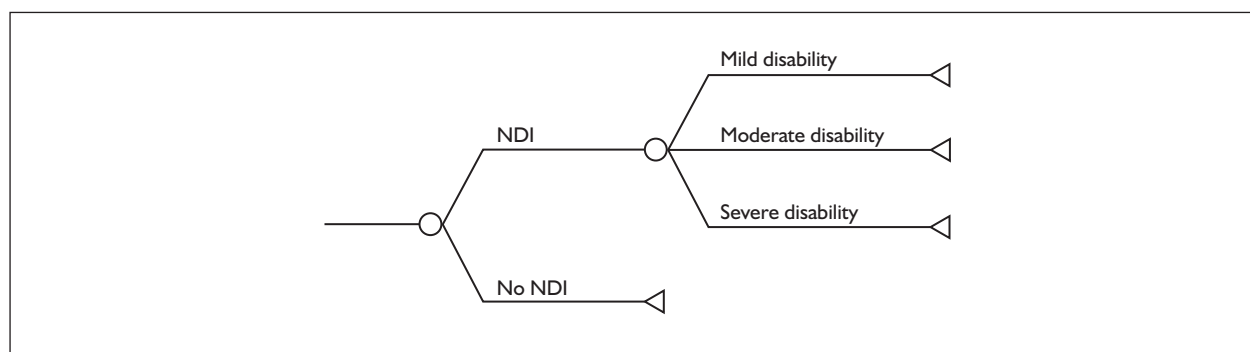 Mild disability
NDI
Moderate disability
Severe disability
No NDI